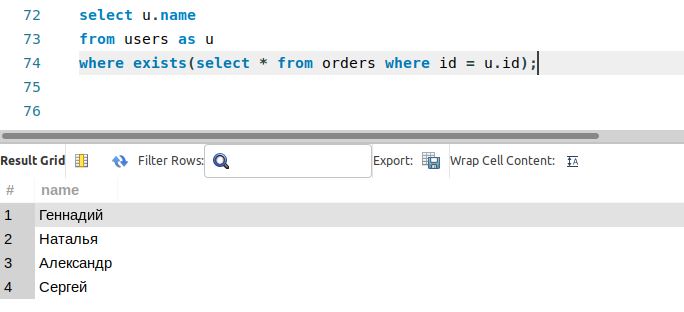 72 select u.name
73 from users as u
74 where exists(select * from orders where id = u.id);
75
76
Result Grid Filter Rows: Export: Wrap Cell Content: IA
# name
1 Геннадий
2 Наталья
3 Александр
4 Сергей